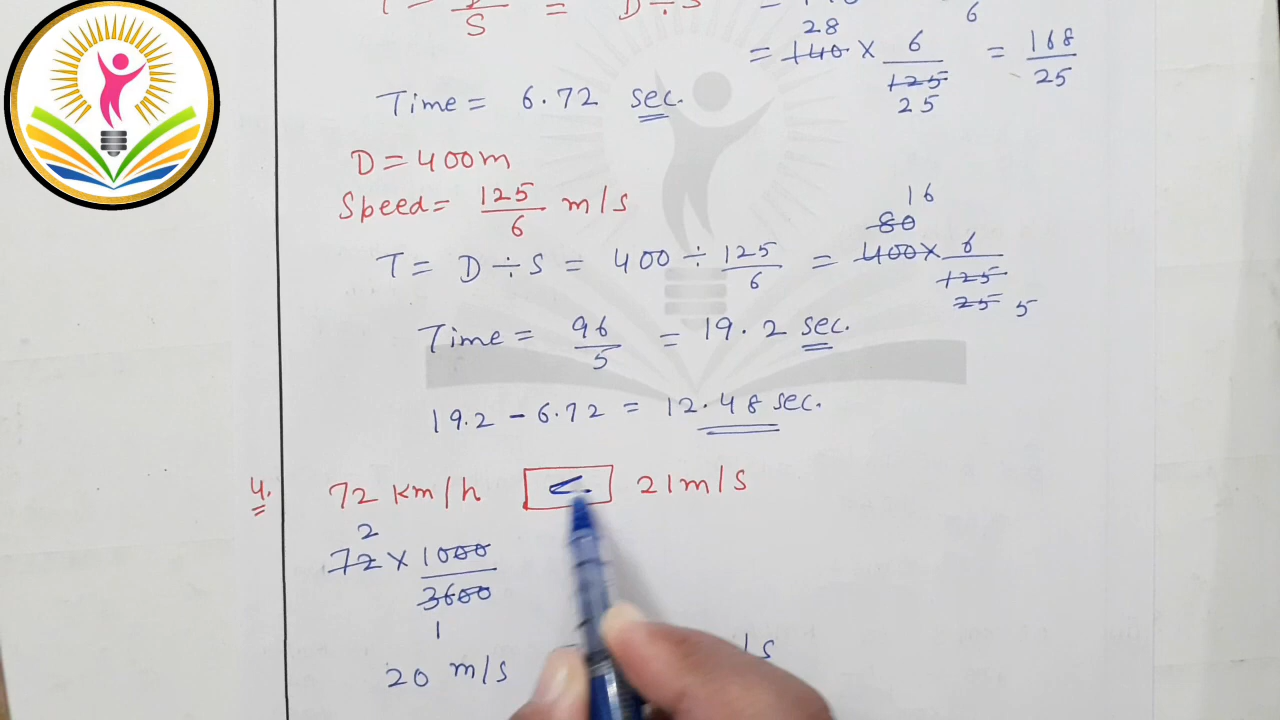 S = D ÷ S
28
= 140 × 6/125 = 168/25
25
Time = 6.72 sec.
D = 400m
Speed = 125/6 m/s
16
80
T = D ÷ S = 400 ÷ 125/6 = 400 × 6/125
25 5
Time = 96/5 = 19.2 sec.
19.2 - 6.72 = 12.48 sec.
4. 72 km/h < 21m/s
2
72 × 1000/3600
1
20 m/s /s